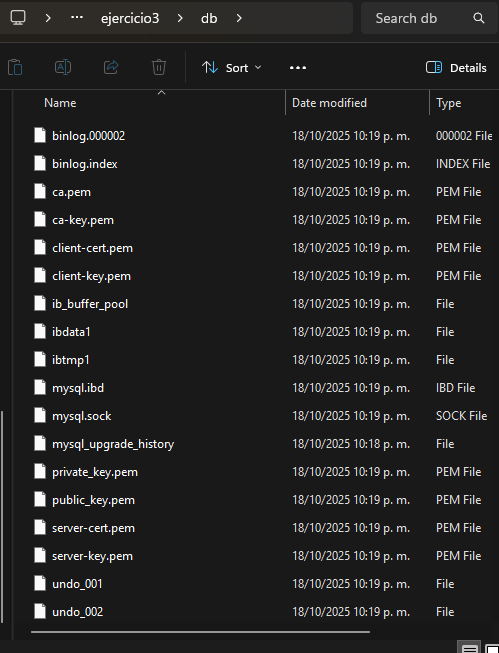 ejercicio3 db Search db
Sort Details
Name Date modified Type
binlog.000002 18/10/2025 10:19 p. m. 000002 File
binlog.index 18/10/2025 10:19 p. m. INDEX File
ca.pem 18/10/2025 10:19 p. m. PEM File
ca-key.pem 18/10/2025 10:19 p. m. PEM File
client-cert.pem 18/10/2025 10:19 p. m. PEM File
client-key.pem 18/10/2025 10:19 p. m. PEM File
ib_buffer_pool 18/10/2025 10:19 p. m. File
ibdata1 18/10/2025 10:19 p. m. File
ibtmp1 18/10/2025 10:19 p. m. File
mysql.ibd 18/10/2025 10:19 p. m. IBD File
mysql.sock 18/10/2025 10:19 p. m. SOCK File
mysql_upgrade_history 18/10/2025 10:18 p. m. File
private_key.pem 18/10/2025 10:19 p. m. PEM File
public_key.pem 18/10/2025 10:19 p. m. PEM File
server-cert.pem 18/10/2025 10:19 p. m. PEM File
server-key.pem 18/10/2025 10:19 p. m. PEM File
undo_001 18/10/2025 10:19 p. m. File
undo_002 18/10/2025 10:19 p. m. File